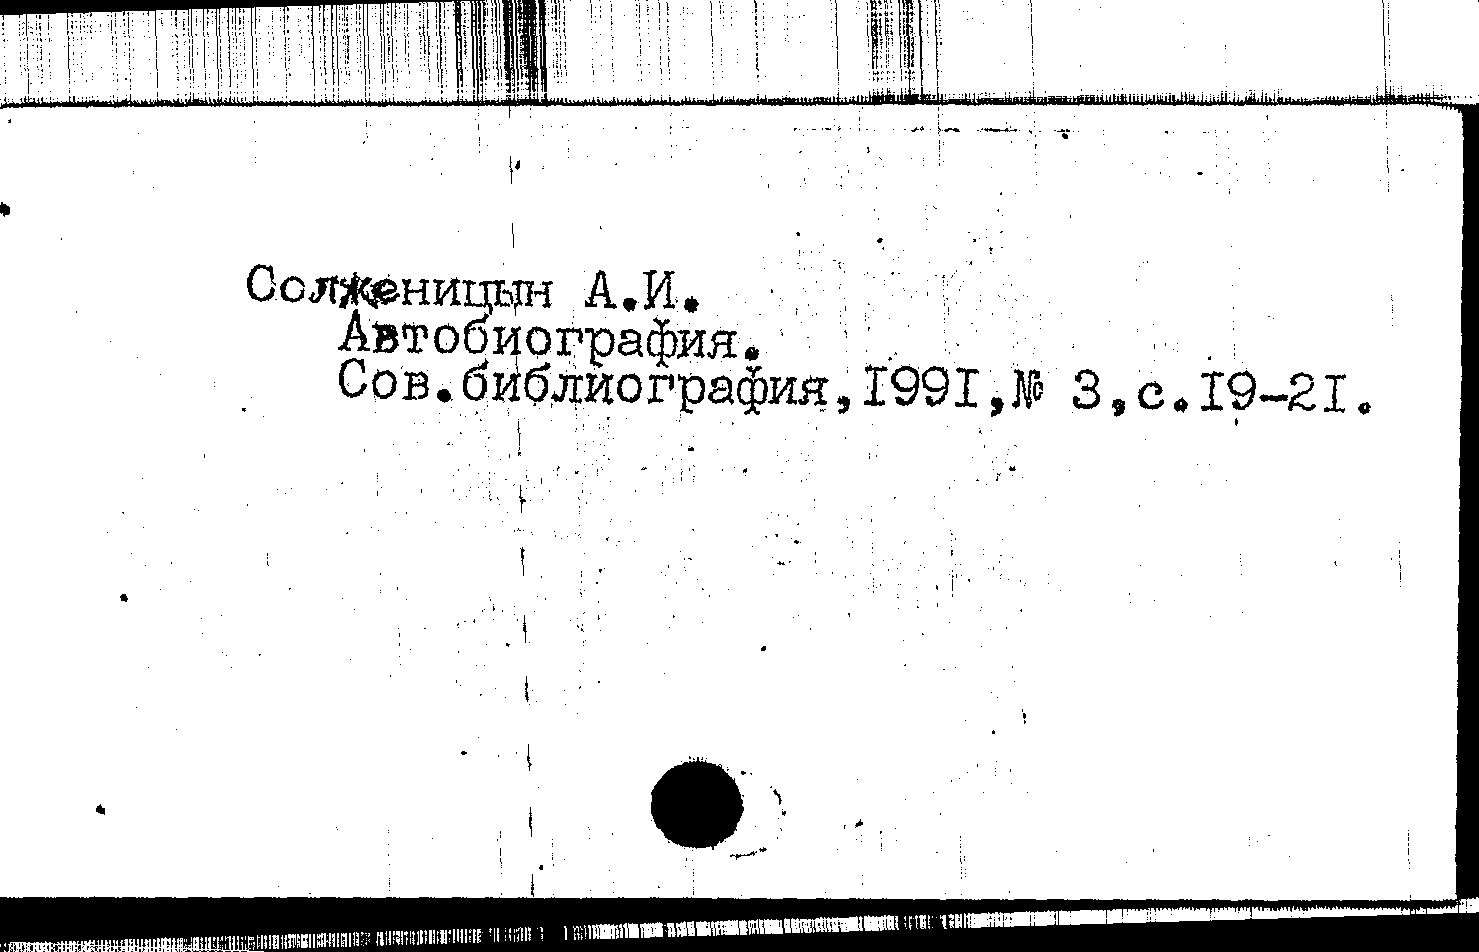 Солженицын А.И.
Автобиография.
Сов.библиография,1991,№ 3,с.19-21.